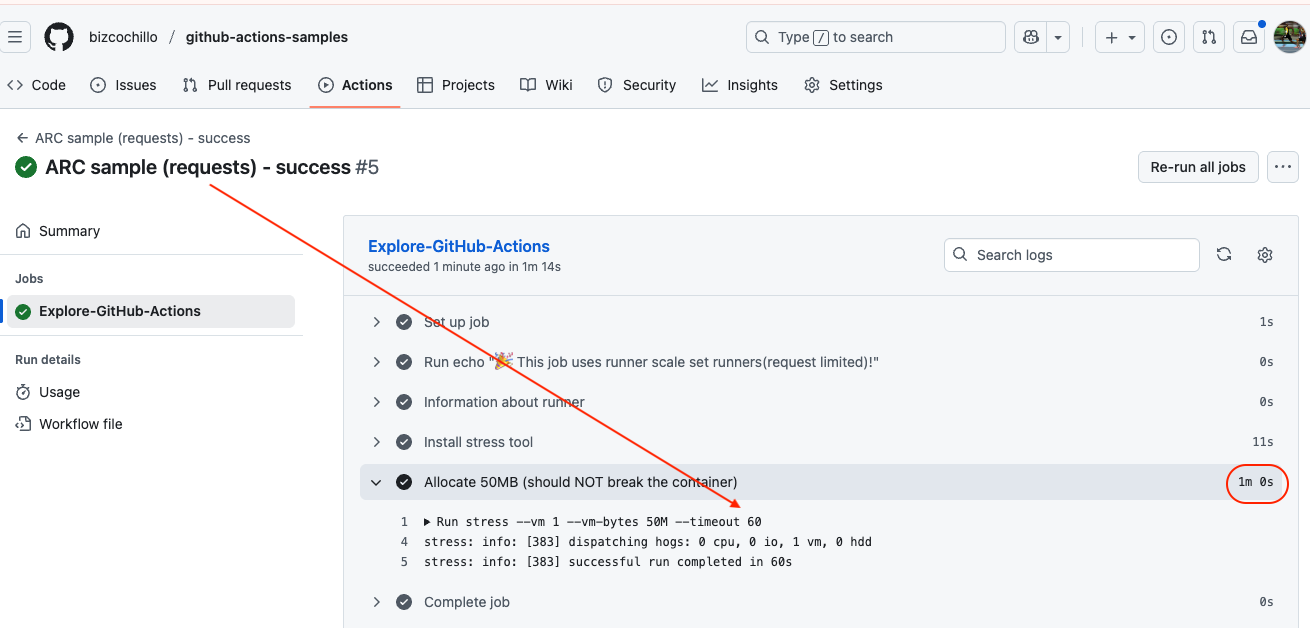 bizcochillo / github-actions-samples
Type / to search
Code
Issues
Pull requests
Actions
Projects
Wiki
Security
Insights
Settings
← ARC sample (requests) - success
ARC sample (requests) - success #5
Re-run all jobs
Summary
Jobs
Explore-GitHub-Actions
Run details
Usage
Workflow file
Explore-GitHub-Actions
succeeded 1 minute ago in 1m 14s
Search logs
Set up job 1s
Run echo "🎉 This job uses runner scale set runners(request limited)!" 0s
Information about runner 0s
Install stress tool 11s
Allocate 50MB (should NOT break the container) 1m 0s
1 ▶ Run stress --vm 1 --vm-bytes 50M --timeout 60
4 stress: info: [383] dispatching hogs: 0 cpu, 0 io, 1 vm, 0 hdd
5 stress: info: [383] successful run completed in 60s
Complete job 0s